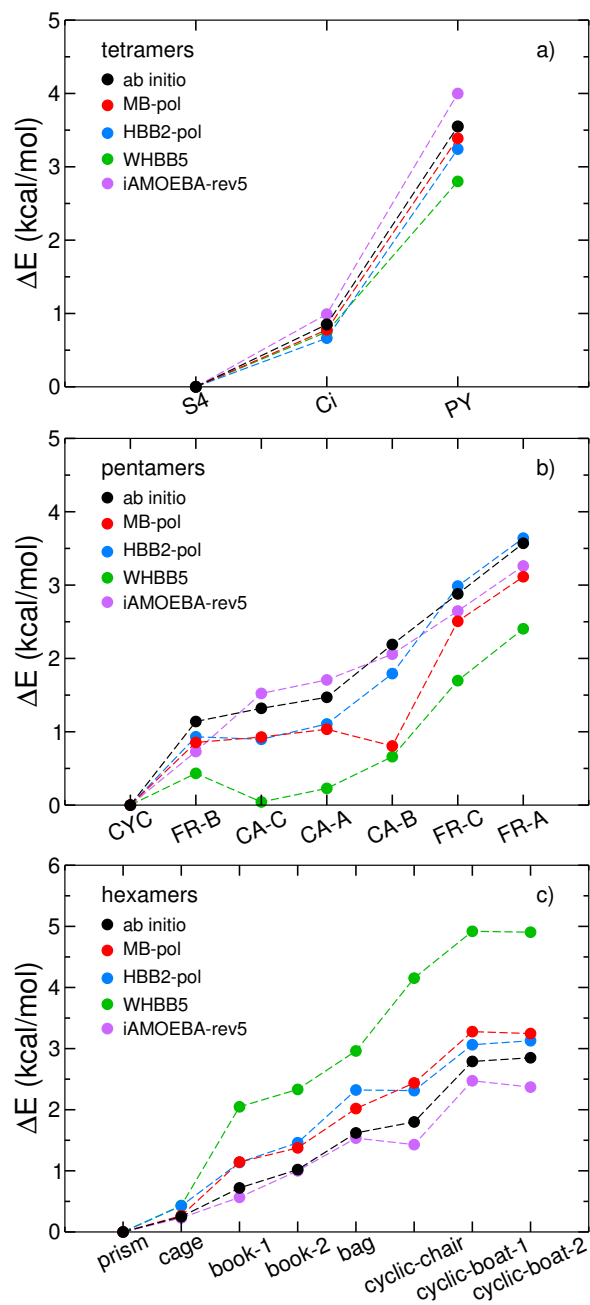 5
tetramers
a)
ab initio
4
MB-pol
HBB2-pol
3
WHBB5
iAMOEBA-rev5
2
ΔE (kcal/mol)
1
0
S4
Ci
PY
5
pentamers
b)
ab initio
4
MB-pol
HBB2-pol
3
WHBB5
iAMOEBA-rev5
2
ΔE (kcal/mol)
1
0
CYC
FR-B
CA-C
CA-A
CA-B
FR-C
FR-A
6
hexamers
c)
ab initio
5
MB-pol
HBB2-pol
4
WHBB5
iAMOEBA-rev5
3
ΔE (kcal/mol)
2
1
0
prism
cage
book-1
book-2
bag
cyclic-chair
cyclic-boat-1
cyclic-boat-2